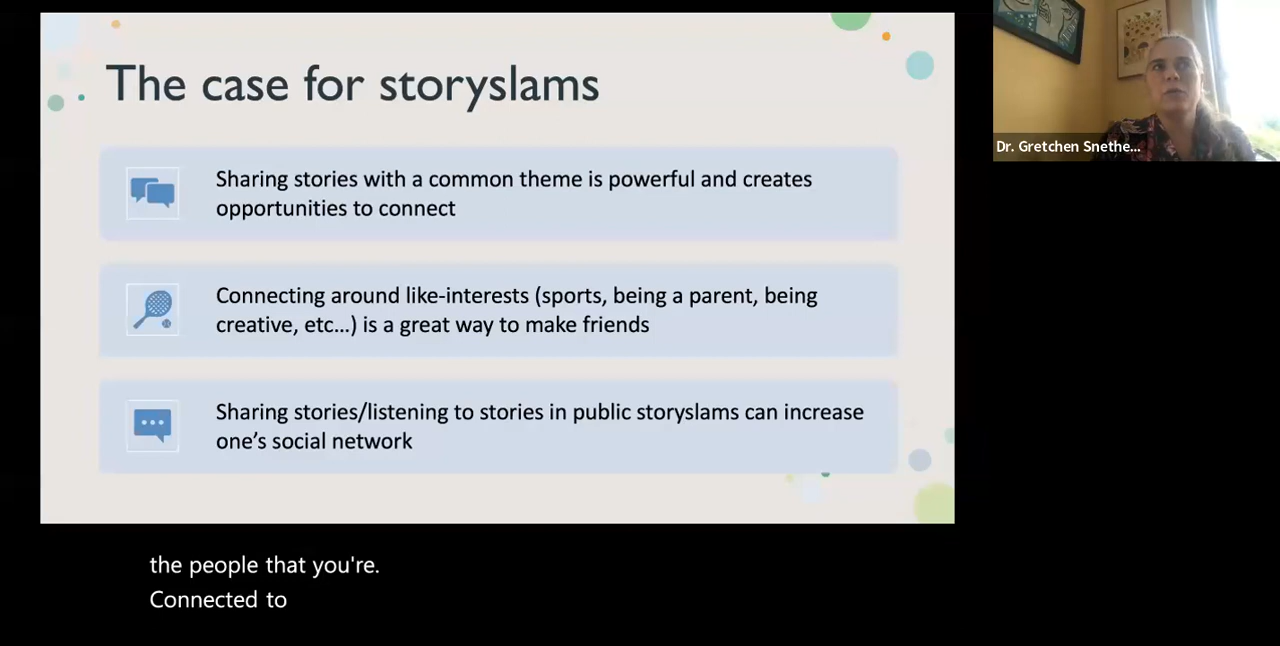 The case for storyslams
Sharing stories with a common theme is powerful and creates
opportunities to connect
Connecting around like-interests (sports, being a parent, being
creative, etc...) is a great way to make friends
Sharing stories/listening to stories in public storyslams can increase
one's social network
Dr. Gretchen Snethe...
the people that you're.
Connected to